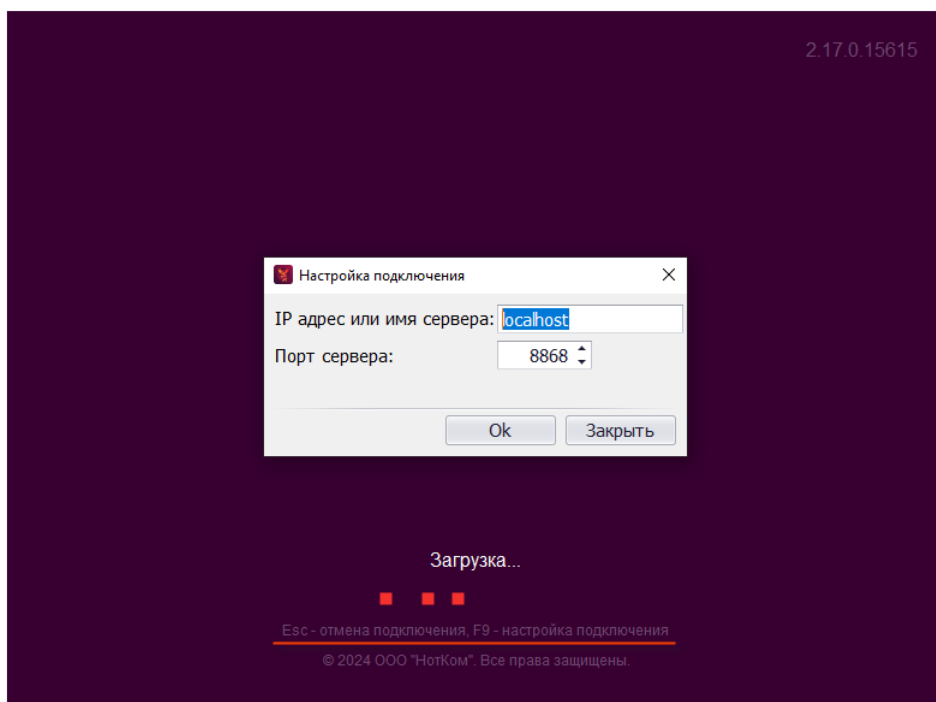 2.17.0.15615
Настройка подключения
IP адрес или имя сервера: localhost
Порт сервера: 8868
Ok Закрыть
Загрузка...
Esc - отмена подключения, F9 - настройка подключения
© 2024 ООО "НотКом". Все права защищены.